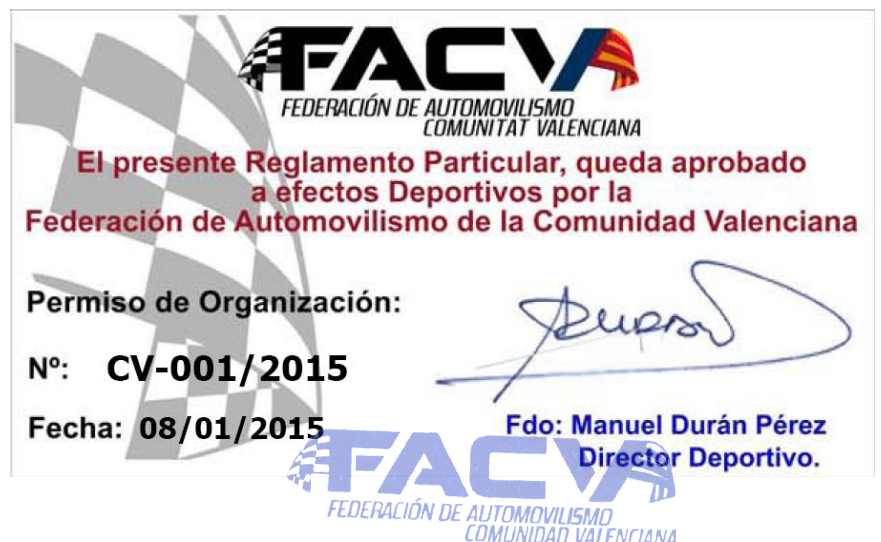 FACVA
FEDERACIÓN DE AUTOMOVILISMO
COMUNITAT VALENCIANA
El presente Reglamento Particular, queda aprobado
a efectos Deportivos por la
Federación de Automovilismo de la Comunidad Valenciana
Permiso de Organización:
Nº: CV-001/2015
Fecha: 08/01/2015
Fdo: Manuel Durán Pérez
Director Deportivo.
FACVA
FEDERACIÓN DE AUTOMOVILISMO
COMUNIDAD VALENCIANA